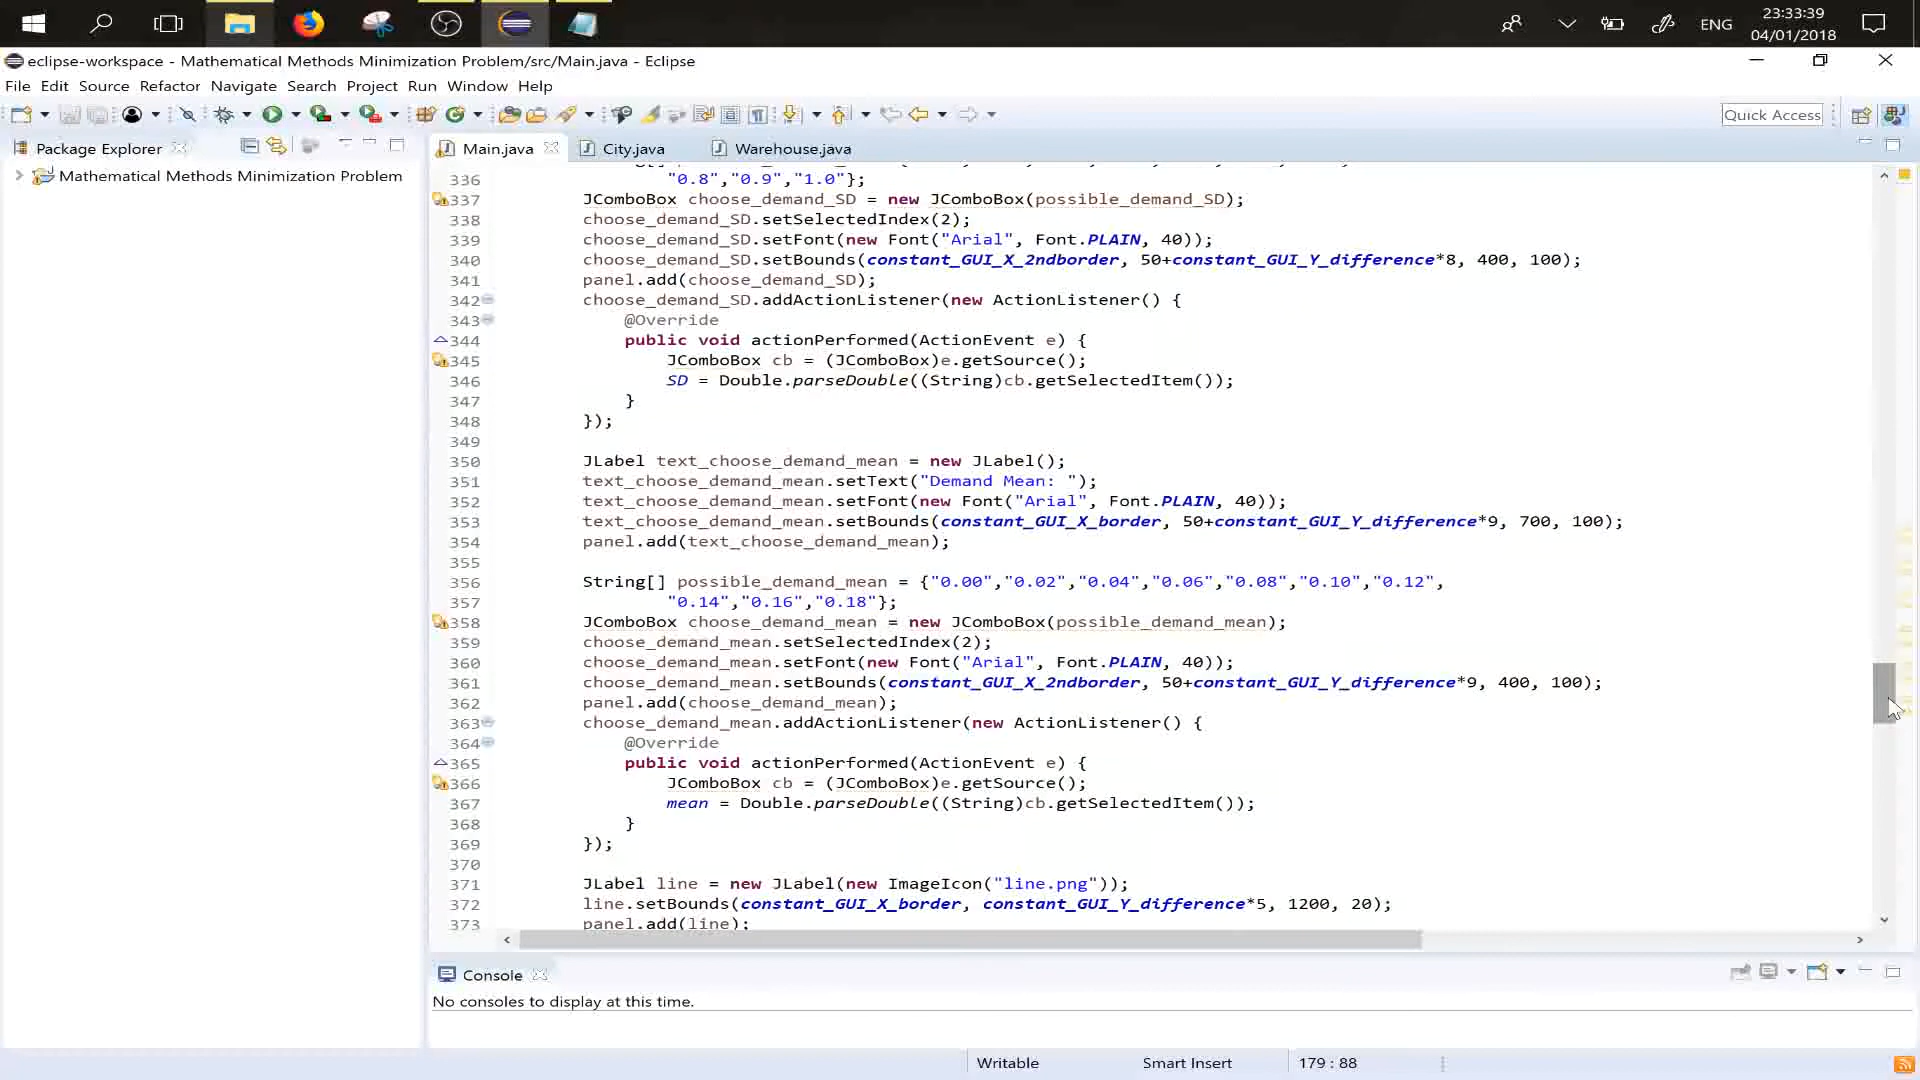 ENG
23:33:39
04/01/2018
eclipse-workspace - Mathematical Methods Minimization Problem/src/Main.java - Eclipse
File Edit Source Refactor Navigate Search Project Run Window Help
Quick Access
Package Explorer
Mathematical Methods Minimization Problem
Main.java City.java Warehouse.java
336 "0.8","0.9","1.0"};
337 JComboBox choose_demand_SD = new JComboBox(possible_demand_SD);
338 choose_demand_SD.setSelectedIndex(2);
339 choose_demand_SD.setFont(new Font("Arial", Font.PLAIN, 40));
340 choose_demand_SD.setBounds(constant_GUI_X_2ndborder, 50+constant_GUI_Y_difference*8, 400, 100);
341 panel.add(choose_demand_SD);
342 choose_demand_SD.addActionListener(new ActionListener() {
343 @Override
344 public void actionPerformed(ActionEvent e) {
345 JComboBox cb = (JComboBox)e.getSource();
346 SD = Double.parseDouble((String)cb.getSelectedItem());
347 }
348 });
349
350 JLabel text_choose_demand_mean = new JLabel();
351 text_choose_demand_mean.setText("Demand Mean: ");
352 text_choose_demand_mean.setFont(new Font("Arial", Font.PLAIN, 40));
353 text_choose_demand_mean.setBounds(constant_GUI_X_border, 50+constant_GUI_Y_difference*9, 700, 100);
354 panel.add(text_choose_demand_mean);
355
356 String[] possible_demand_mean = {"0.00","0.02","0.04","0.06","0.08","0.10","0.12",
357 "0.14","0.16","0.18"};
358 JComboBox choose_demand_mean = new JComboBox(possible_demand_mean);
359 choose_demand_mean.setSelectedIndex(2);
360 choose_demand_mean.setFont(new Font("Arial", Font.PLAIN, 40));
361 choose_demand_mean.setBounds(constant_GUI_X_2ndborder, 50+constant_GUI_Y_difference*9, 400, 100);
362 panel.add(choose_demand_mean);
363 choose_demand_mean.addActionListener(new ActionListener() {
364 @Override
365 public void actionPerformed(ActionEvent e) {
366 JComboBox cb = (JComboBox)e.getSource();
367 mean = Double.parseDouble((String)cb.getSelectedItem());
368 }
369 });
370
371 JLabel line = new JLabel(new ImageIcon("line.png"));
372 line.setBounds(constant_GUI_X_border, constant_GUI_Y_difference*5, 1200, 20);
373 panel.add(line);
Console
No consoles to display at this time.
Writable Smart Insert 179 : 88